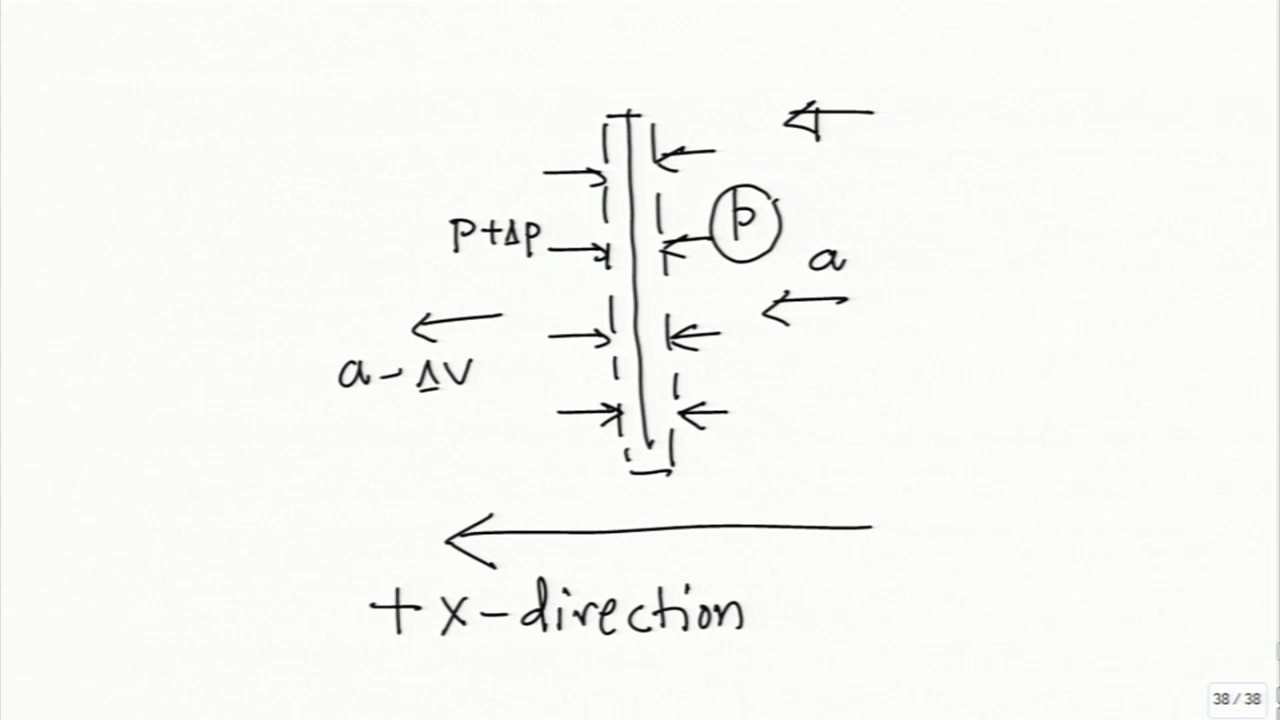 p
P+Δp
a
a-ΔV
+ x-direction
38/38